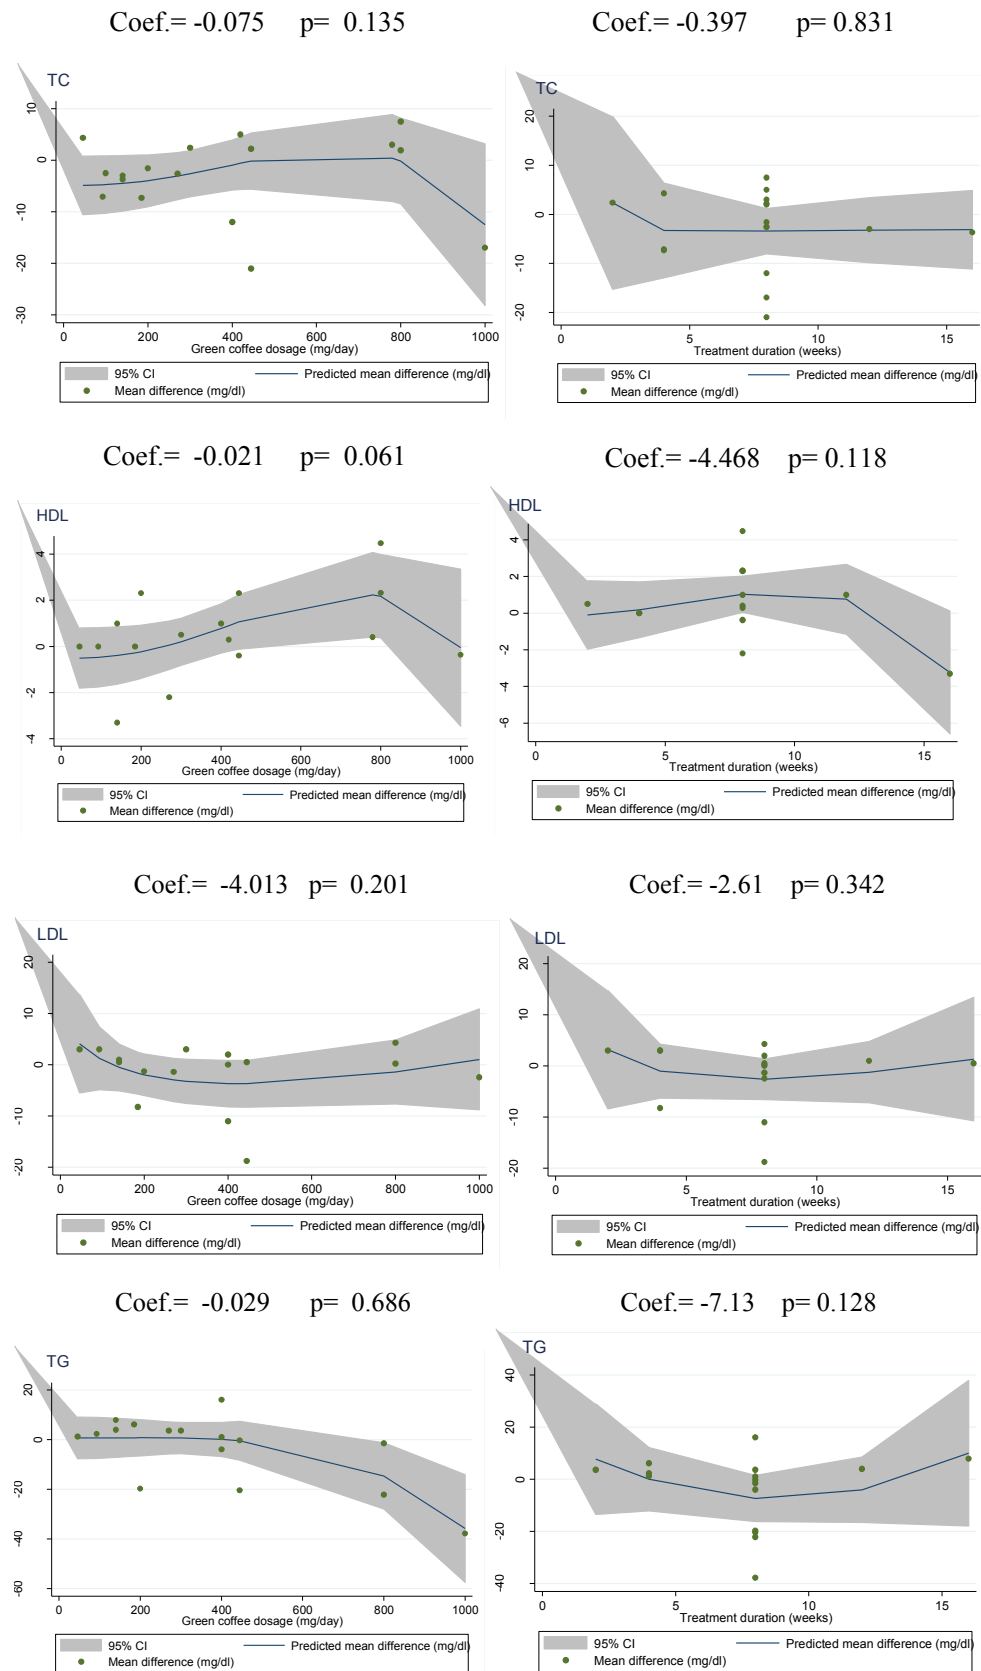 Coef.= -0.075 p= 0.135
TC
10
0
-10
-20
-30
0 200 400 600 800 1000
Green coffee dosage (mg/day)
95% CI Predicted mean difference (mg/dl)
Mean difference (mg/dl)
Coef.= -0.397 p= 0.831
TC
20
10
0
-10
-20
0 5 10 15
Treatment duration (weeks)
95% CI Predicted mean difference (mg/dl)
Mean difference (mg/dl)
Coef.= -0.021 p= 0.061
HDL
4
2
0
-2
-4
0 200 400 600 800 1000
Green coffee dosage (mg/day)
95% CI Predicted mean difference (mg/dl)
Mean difference (mg/dl)
Coef.= -4.468 p= 0.118
HDL
4
2
0
-2
-4
-6
0 5 10 15
Treatment duration (weeks)
95% CI Predicted mean difference (mg/dl)
Mean difference (mg/dl)
Coef.= -4.013 p= 0.201
LDL
20
10
0
-10
-20
0 200 400 600 800 1000
Green coffee dosage (mg/day)
95% CI Predicted mean difference (mg/dl)
Mean difference (mg/dl)
Coef.= -2.61 p= 0.342
LDL
20
10
0
-10
-20
0 5 10 15
Treatment duration (weeks)
95% CI Predicted mean difference (mg/dl)
Mean difference (mg/dl)
Coef.= -0.029 p= 0.686
TG
20
0
-20
-40
-60
0 200 400 600 800 1000
Green coffee dosage (mg/day)
95% CI Predicted mean difference (mg/dl)
Mean difference (mg/dl)
Coef.= -7.13 p= 0.128
TG
40
20
0
-20
-40
0 5 10 15
Treatment duration (weeks)
95% CI Predicted mean difference (mg/dl)
Mean difference (mg/dl)